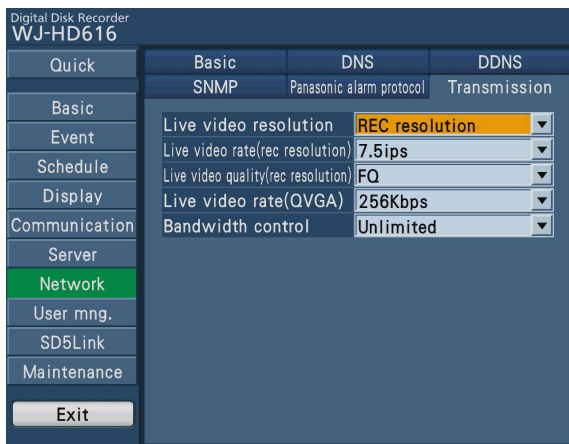 Digital Disk Recorder
WJ-HD616
Quick
Basic
Event
Schedule
Display
Communication
Server
Network
User mng.
SD5Link
Maintenance
Exit
Basic
DNS
DDNS
SNMP
Panasonic alarm protocol
Transmission
Live video resolution REC resolution
Live video rate(rec resolution) 7.5ips
Live video quality(rec resolution) FQ
Live video rate(QVGA) 256Kbps
Bandwidth control Unlimited